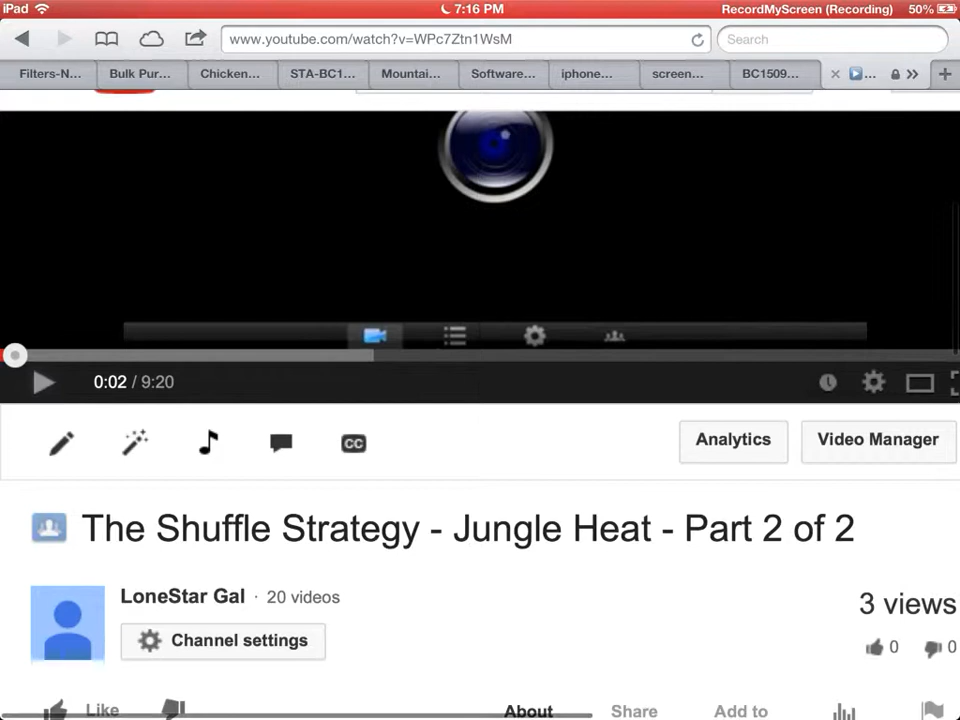 iPad 7:16 PM RecordMyScreen (Recording) 50%
www.youtube.com/watch?v=WPc7Ztn1WsM Search
Filters-N... Bulk Pur... Chicken... STA-BC1... Mountai... Software... iphone... screen... BC1509... ...
0:02 / 9:20
CC Analytics Video Manager
The Shuffle Strategy - Jungle Heat - Part 2 of 2
LoneStar Gal · 20 videos 3 views
Channel settings 0 0
Like About Share Add to